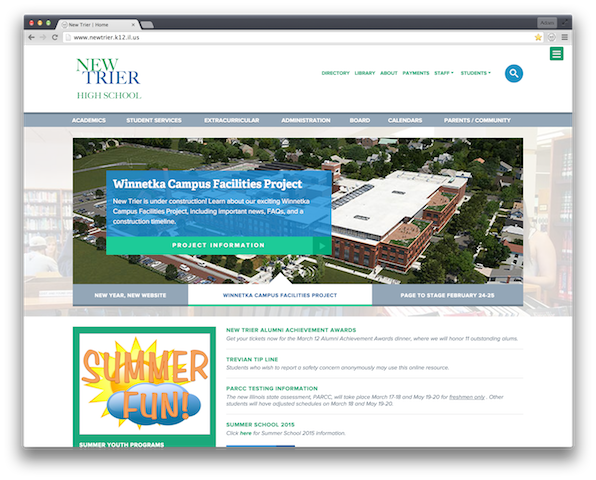 New Trier | Home
www.newtrier.k12.il.us
NEW
TRIER
HIGH SCHOOL
DIRECTORY LIBRARY ABOUT PAYMENTS STAFF STUDENTS
ACADEMICS STUDENT SERVICES EXTRACURRICULAR ADMINISTRATION BOARD CALENDARS PARENTS / COMMUNITY
Winnetka Campus Facilities Project
New Trier is under construction! Learn about our exciting Winnetka
Campus Facilities Project, including important news, FAQs, and a
construction timeline.
PROJECT INFORMATION
NEW YEAR, NEW WEBSITE WINNETKA CAMPUS FACILITIES PROJECT PAGE TO STAGE FEBRUARY 24-25
SUMMER
FUN!
SUMMER YOUTH PROGRAMS
NEW TRIER ALUMNI ACHIEVEMENT AWARDS
Get your tickets now for the March 12 Alumni Achievement Awards dinner, where we will honor 11 outstanding alums.
TREVIAN TIP LINE
Students who wish to report a safety concern anonymously may use this online resource.
PARCC TESTING INFORMATION
The new Illinois state assessment, PARCC, will take place March 17-18 and May 19-20 for freshmen only . Other
students will have adjusted schedules on March 18 and May 19-20.
SUMMER SCHOOL 2015
Click here for Summer School 2015 information.